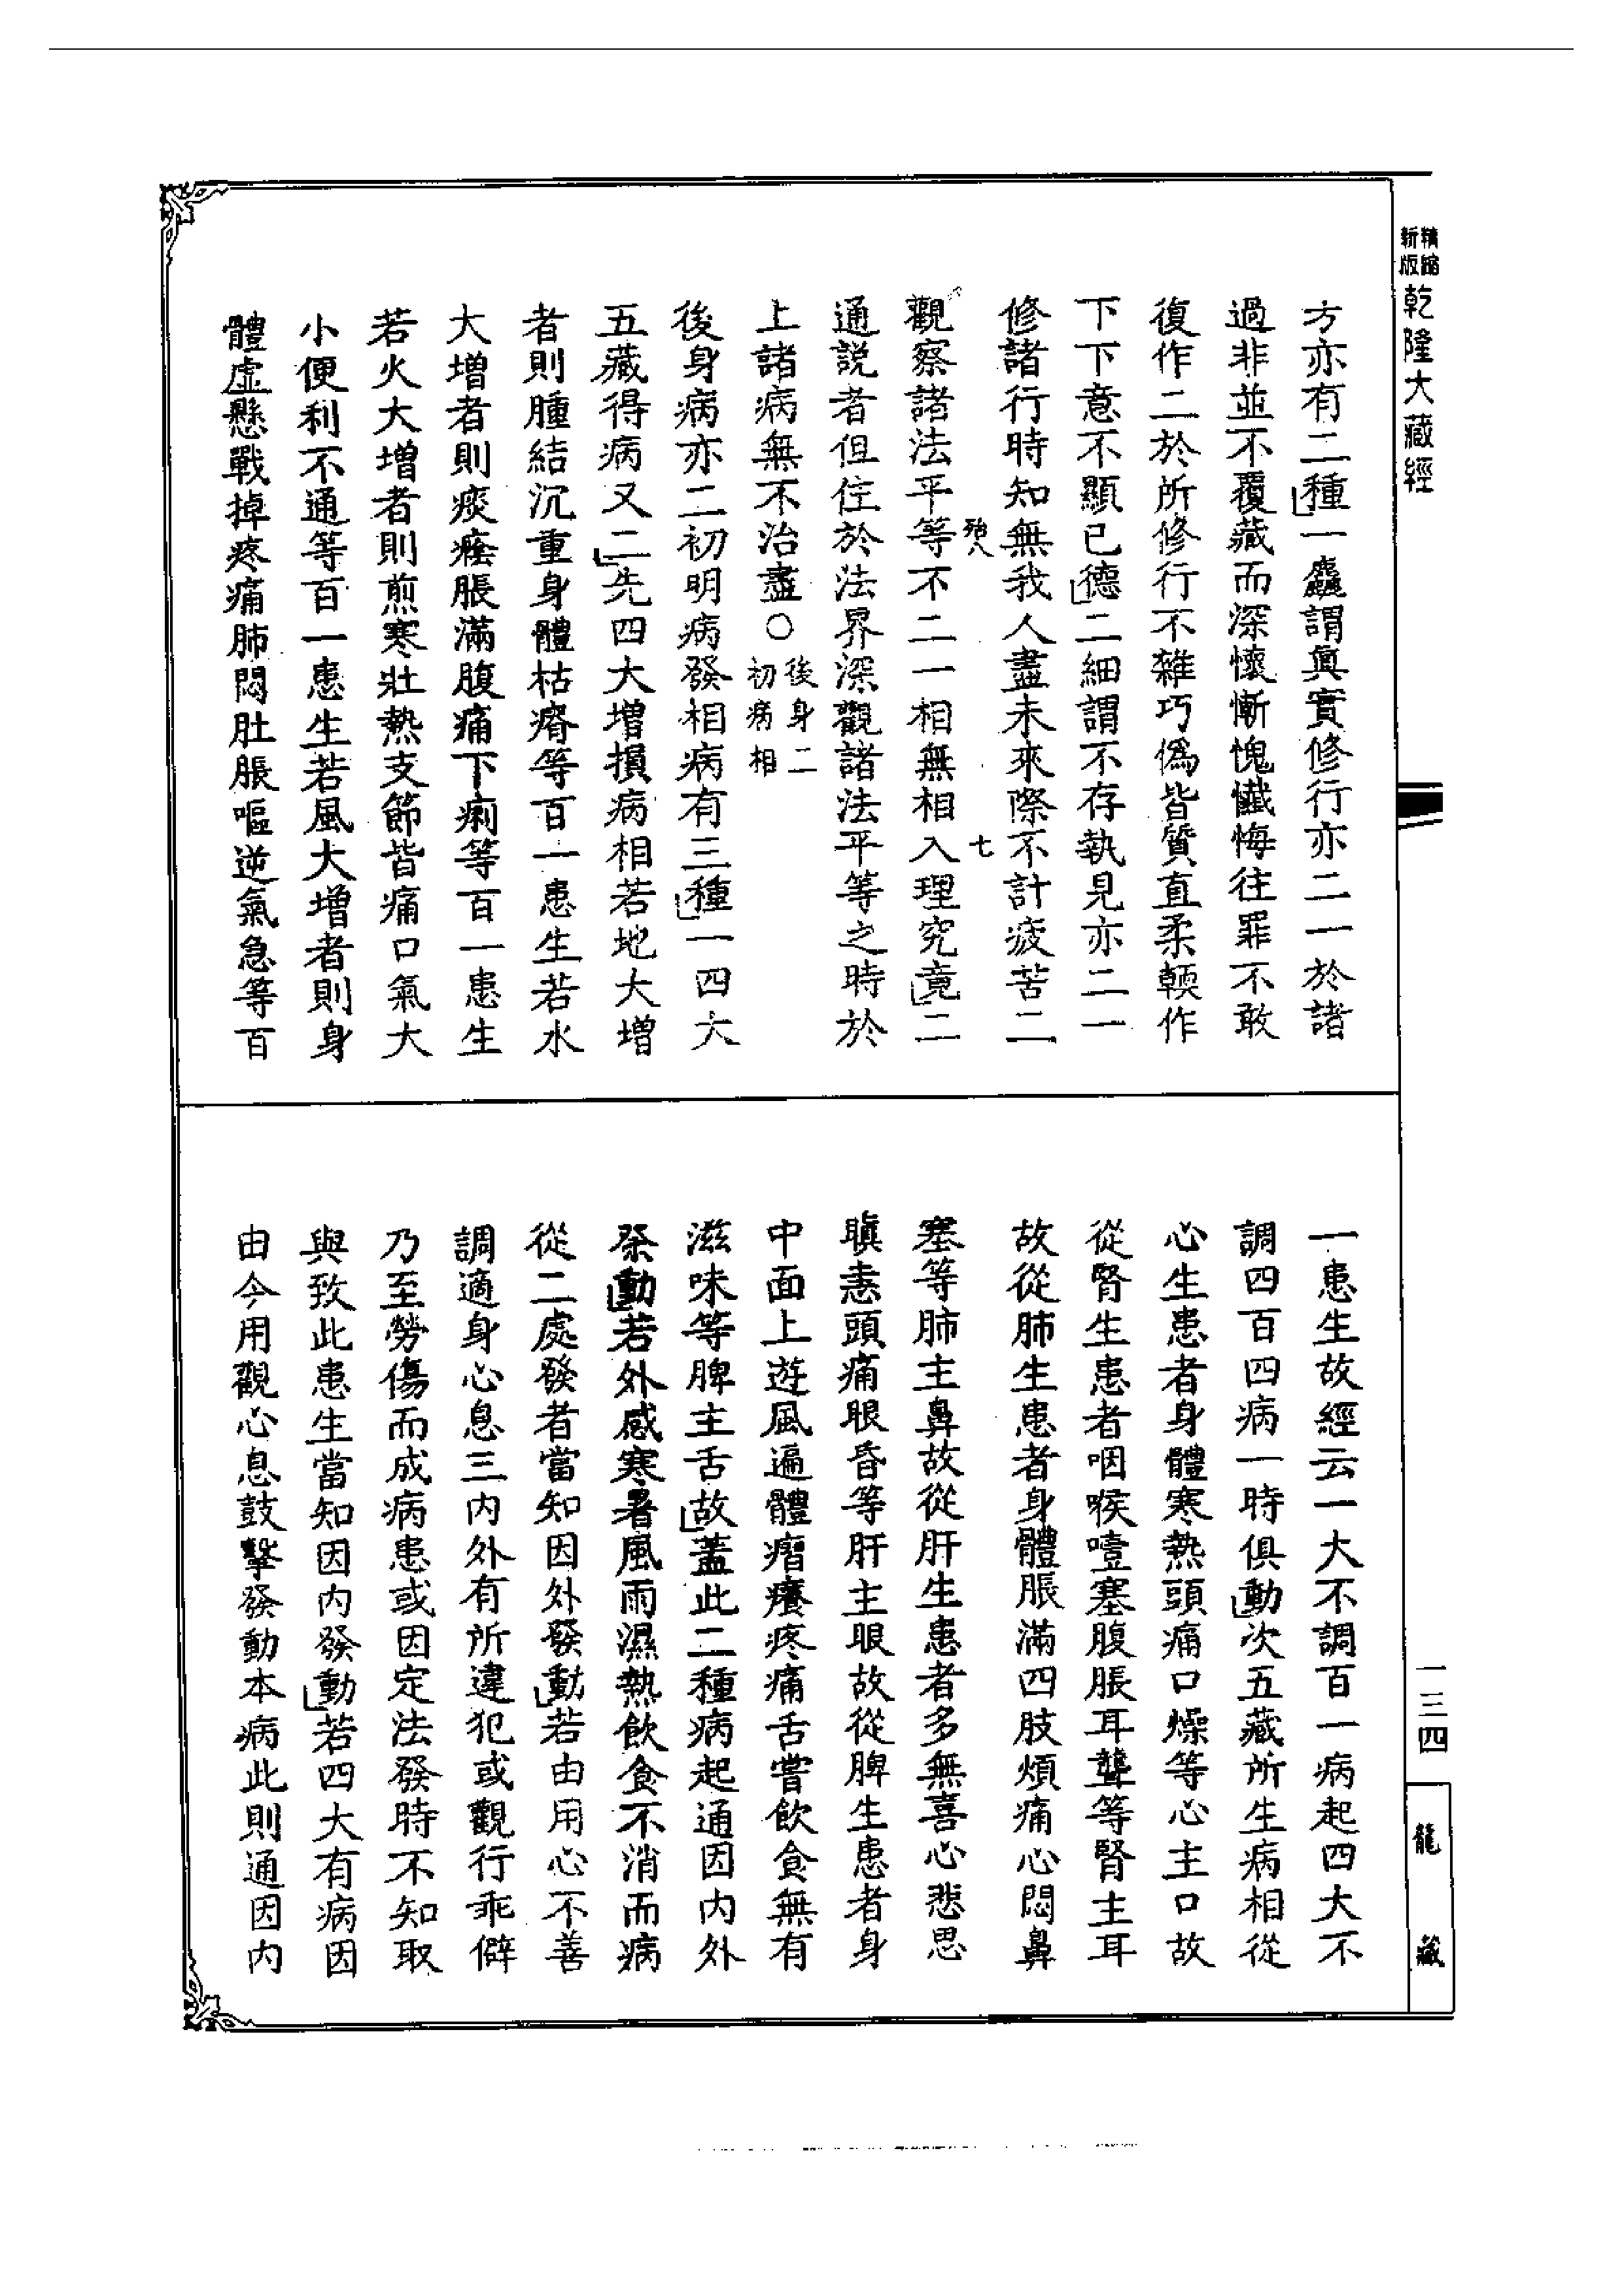 精縮
新版
乾隆大藏經
方亦有二種一麤謂真實修行亦二一於諸
過非並不覆藏而深懷慚愧懺悔往罪不敢
復作二於所修行不雜巧偽皆質直柔輭作
下下意不顯已德二細謂不存執見亦二一
修諸行時知無我人盡未來際不計疲苦二
七
觀察諸法平等不二一相無相入理究竟二
通說者但住於法界深觀諸法平等之時於
上諸病無不治盡〇後身二
初病相
後身病亦二初明病發相病有三種一四大
五藏得病又二先四大增損病相若地大增
者則腫結沉重身體枯瘠等百一患生若水
大增者則痰癊脹滿腹痛下痢等百一患生
若火大增者則煎寒壯熱支節皆痛口氣大
小便利不通等百一患生若風大增者則身
體虛懸戰掉疼痛肺悶肚脹嘔逆氣急等百
一患生故經云一大不調百一病起四大不
調四百四病一時俱動次五藏所生病相從
心生患者身體寒熱頭痛口燥等心主口故
從腎生患者咽喉噎塞腹脹耳聾等腎主耳
故從肺生患者身體脹滿四肢煩痛心悶鼻
塞等肺主鼻故從肝生患者多無喜心悲思
瞋恚頭痛眼昏等肝主眼故從脾生患者身
中面上遊風遍體瘤癢疼痛舌嘗飲食無有
滋味等脾主舌故蓋此二種病起通因內外
發動若外感寒暑風雨濕熱飲食不消而病
從二處發者當知因外發動若由用心不善
調適身心息三內外有所違犯或觀行乖僻
乃至勞傷而成病患或因定法發時不知取
與致此患生當知因內發動若四大有病因
由今用觀心息鼓擊發動本病此則通因內
一三四
龍
藏